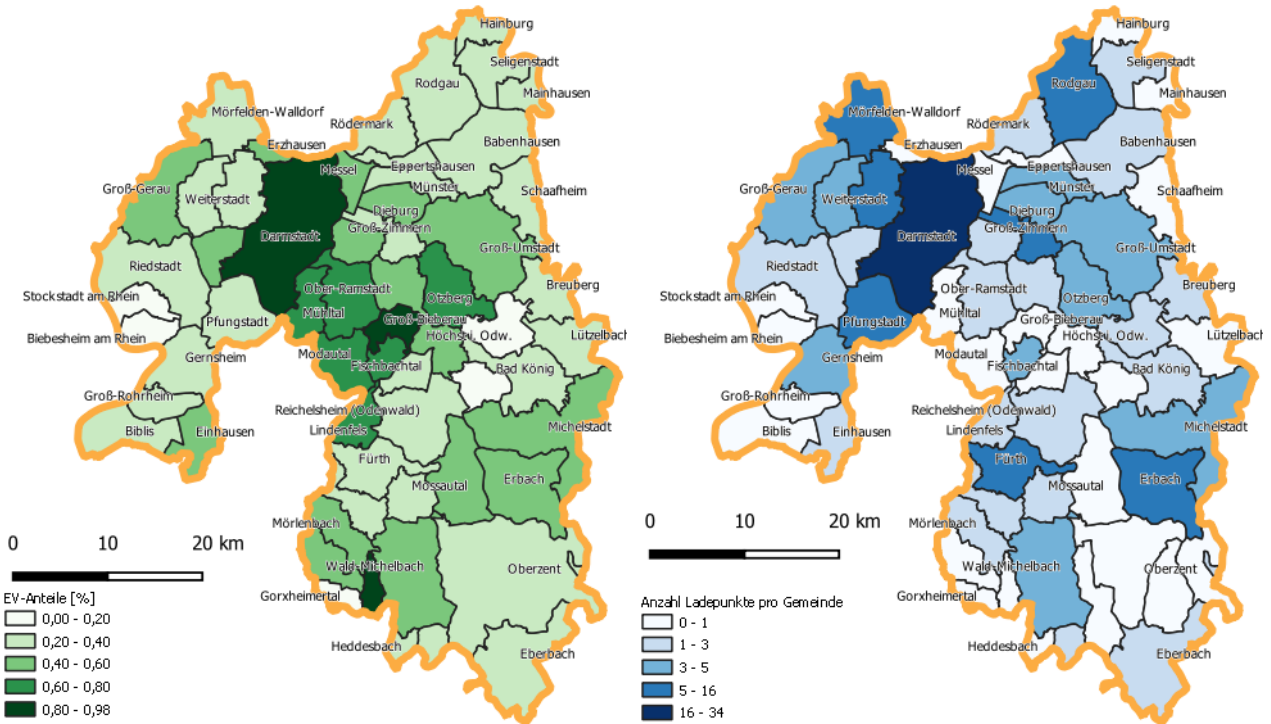 Hainburg
Seligenstadt
Rodgau
Mainhausen
Mörfelden-Walldorf
Rödermark
Erzhausen
Babenhausen
Messel
Eppertshausen
Münster
Groß-Gerau
Weiterstadt
Schaafheim
Dieburg
Groß-Zimmern
Darmstadt
Groß-Umstadt
Riedstadt
Ober-Ramstadt
Otzberg
Breuberg
Stockstadt am Rhein
Mühltal
Pfungstadt
Groß-Bieberau
Biebesheim am Rhein
Höchst i. Odw.
Lützelbach
Gernsheim
Modautal
Fischbachtal
Bad König
Groß-Rohrheim
Reichelsheim (Odenwald)
Biblis
Einhausen
Lindenfels
Michelstadt
Fürth
Mossautal
Erbach
Mörlenbach
Wald-Michelbach
Oberzent
Gorxheimertal
Heddesbach
Eberbach
0 10 20 km
EV-Anteile [%]
0,00 - 0,20
0,20 - 0,40
0,40 - 0,60
0,60 - 0,80
0,80 - 0,98
Hainburg
Seligenstadt
Rodgau
Mainhausen
Mörfelden-Walldorf
Rödermark
Erzhausen
Babenhausen
Messel
Eppertshausen
Münster
Groß-Gerau
Weiterstadt
Schaafheim
Dieburg
Groß-Zimmern
Darmstadt
Groß-Umstadt
Riedstadt
Ober-Ramstadt
Otzberg
Breuberg
Stockstadt am Rhein
Mühltal
Pfungstadt
Groß-Bieberau
Biebesheim am Rhein
Höchst i. Odw.
Lützelbach
Gernsheim
Modautal
Fischbachtal
Bad König
Groß-Rohrheim
Reichelsheim (Odenwald)
Biblis
Einhausen
Lindenfels
Michelstadt
Fürth
Mossautal
Erbach
Mörlenbach
Wald-Michelbach
Oberzent
Gorxheimertal
Heddesbach
Eberbach
0 10 20 km
Anzahl Ladepunkte pro Gemeinde
0 - 1
1 - 3
3 - 5
5 - 16
16 - 34